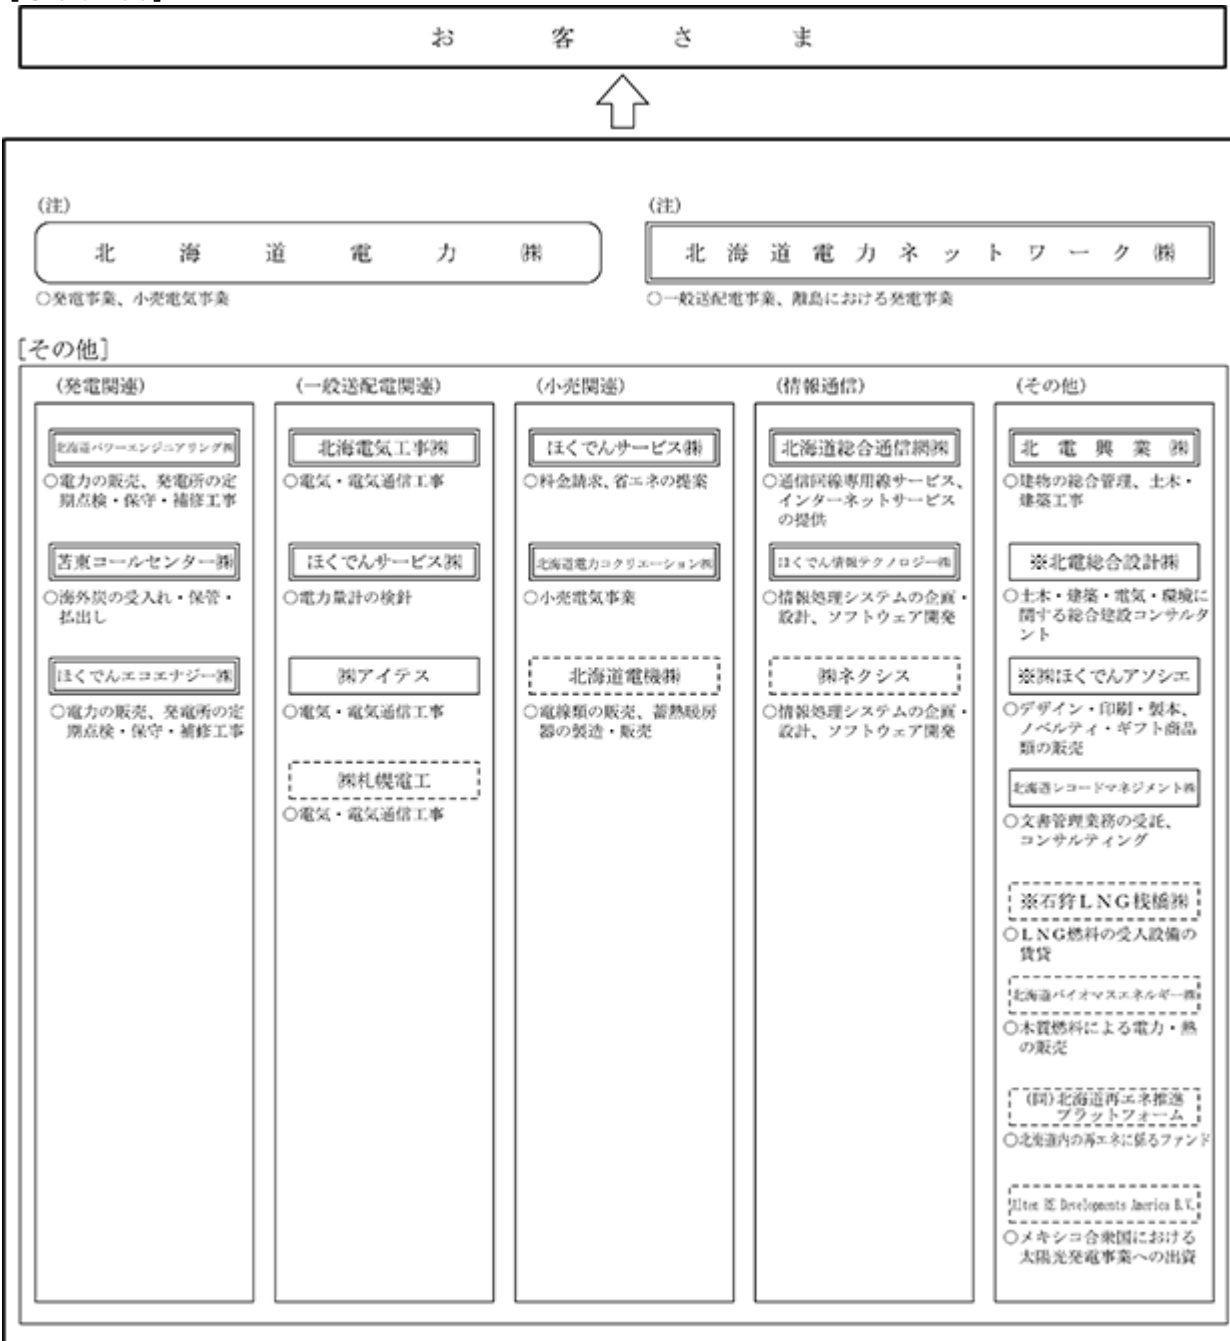 お客さま
(注)
北海道電力㈱
○発電事業、小売電気事業
(注)
北海道電力ネットワーク㈱
○一般送配電事業、離島における発電事業
[その他]
(発電関連)
北海道パワーエンジニアリング㈱
○電力の販売、発電所の定
期点検・保守・補修工事
苫東コールセンター㈱
○海外炭の受入れ・保管・
払出し
ほくでんエコエナジー㈱
○電力の販売、発電所の定
期点検・保守・補修工事
(一般送配電関連)
北海電気工事㈱
○電気・電気通信工事
ほくでんサービス㈱
○電力量計の検針
㈱アイテス
○電気・電気通信工事
㈱札幌電工
○電気・電気通信工事
(小売関連)
ほくでんサービス㈱
○料金請求、省エネの提案
北海道電力コクリエーション㈱
○小売電気事業
北海道電機㈱
○電線類の販売、蓄熱暖房
器の製造・販売
(情報通信)
北海道総合通信網㈱
○通信回線専用線サービス、
インターネットサービス
の提供
ほくでん情報テクノロジー㈱
○情報処理システムの企画・
設計、ソフトウェア開発
㈱ネクシス
○情報処理システムの企画・
設計、ソフトウェア開発
(その他)
北電興業㈱
○建物の総合管理、土木・
建築工事
※北電総合設計㈱
○土木・建築・電気・環境に
関する総合建設コンサルタ
ント
※㈱ほくでんアソシエ
○デザイン・印刷・製本、
ノベルティ・ギフト商品
類の販売
北海道レコードマネジメント㈱
○文書管理業務の受託、
コンサルティング
※石狩LNG桟橋㈱
○LNG燃料の受入設備の
賃貸
北海道バイオマスエネルギー㈱
○木質燃料による電力・熱
の販売
(同)北海道再エネ推進
プラットフォーム
○北海道内の再エネに係るファンド
RE Developments America B.V.
○メキシコ合衆国における
太陽光発電事業への出資